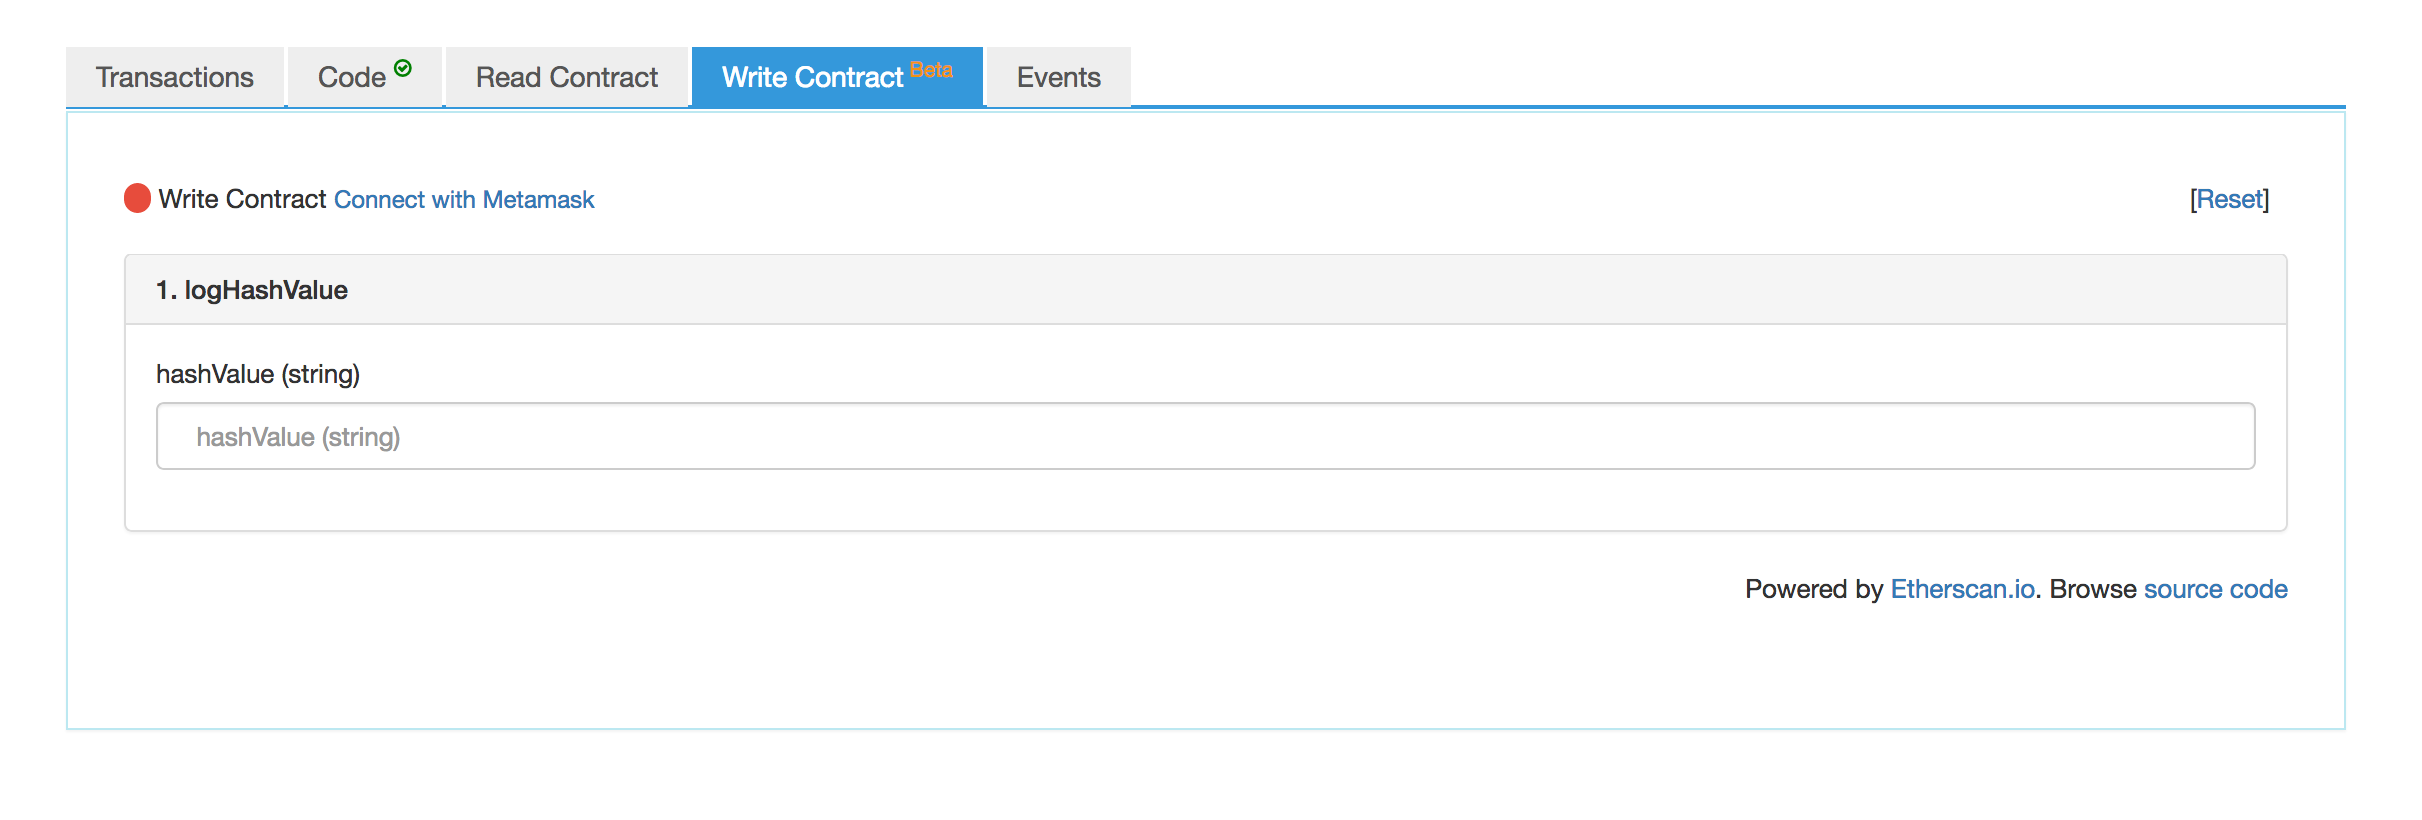 Transactions Code Read Contract Write Contract Beta Events
Write Contract Connect with Metamask [Reset]
1. logHashValue
hashValue (string)
hashValue (string)
Powered by Etherscan.io. Browse source code